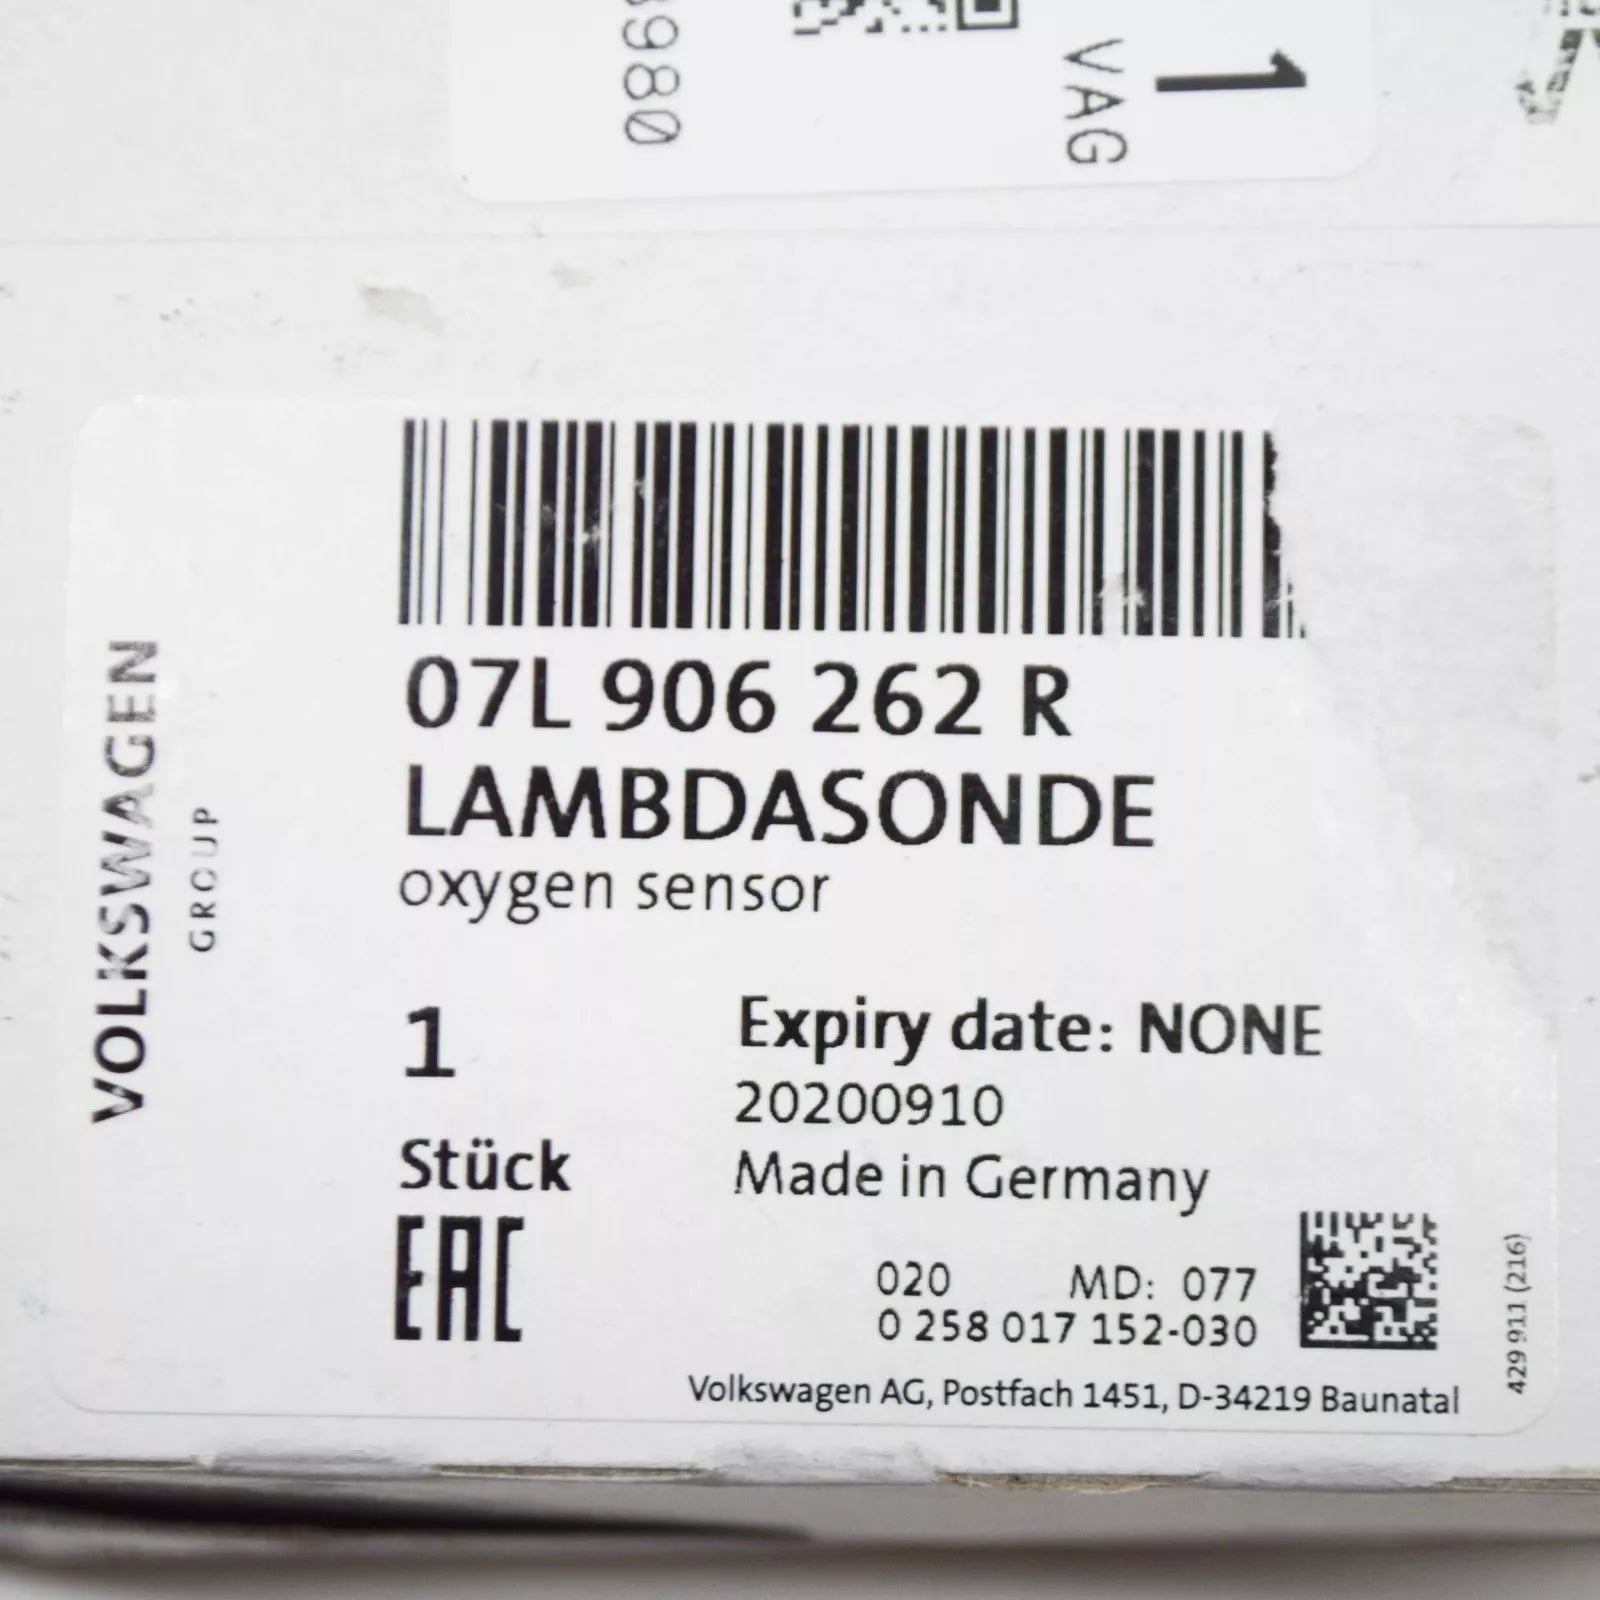 980
VAG
1
07L 906 262 R
LAMBDASONDE
oxygen sensor
VOLKSWAGEN
GROUP
1
Stück
EAC
Expiry date: NONE
20200910
Made in Germany
020 MD: 077
0 258 017 152-030
Volkswagen AG, Postfach 1451, D-34219 Baunatal
429 911 (216)